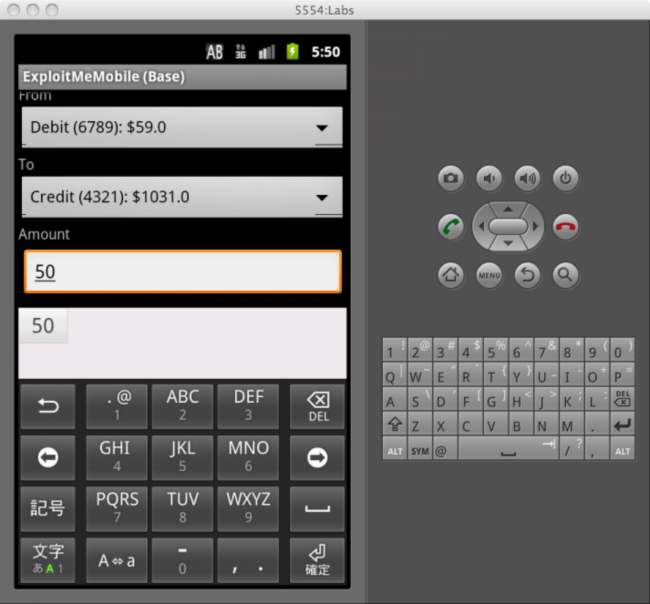 5554:Labs
AB 3G 5:50
ExploitMeMobile (Base)
From
Debit (6789): $59.0
To
Credit (4321): $1031.0
Amount
50
50
. @ ABC DEF
1 2 3 DEL
GHI JKL MNO
4 5 6
記号 PQRS TUV WXYZ
7 8 9
文字 A⇔a - , .
あA1 0 確定
MENU
1 ! 2 @ 3 # 4 $ 5 % 6 ^ 7 & 8 * 9 ( 0 )
Q | W ~ E " R ` T { Y } U _ I - O + P =
A S \ D ' F [ G ] H < J > K ; L : DEL
Z X C V B N M .
ALT SYM @ / ? , ALT